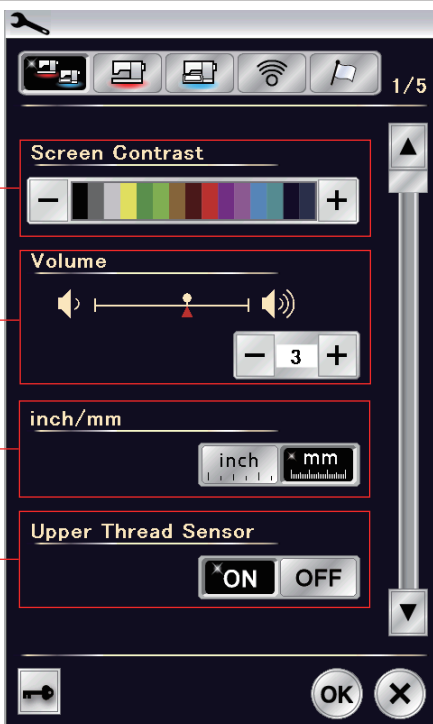 1/5
Screen Contrast
− +
Volume
− 3 +
inch/mm
inch mm
Upper Thread Sensor
ON OFF
OK ×